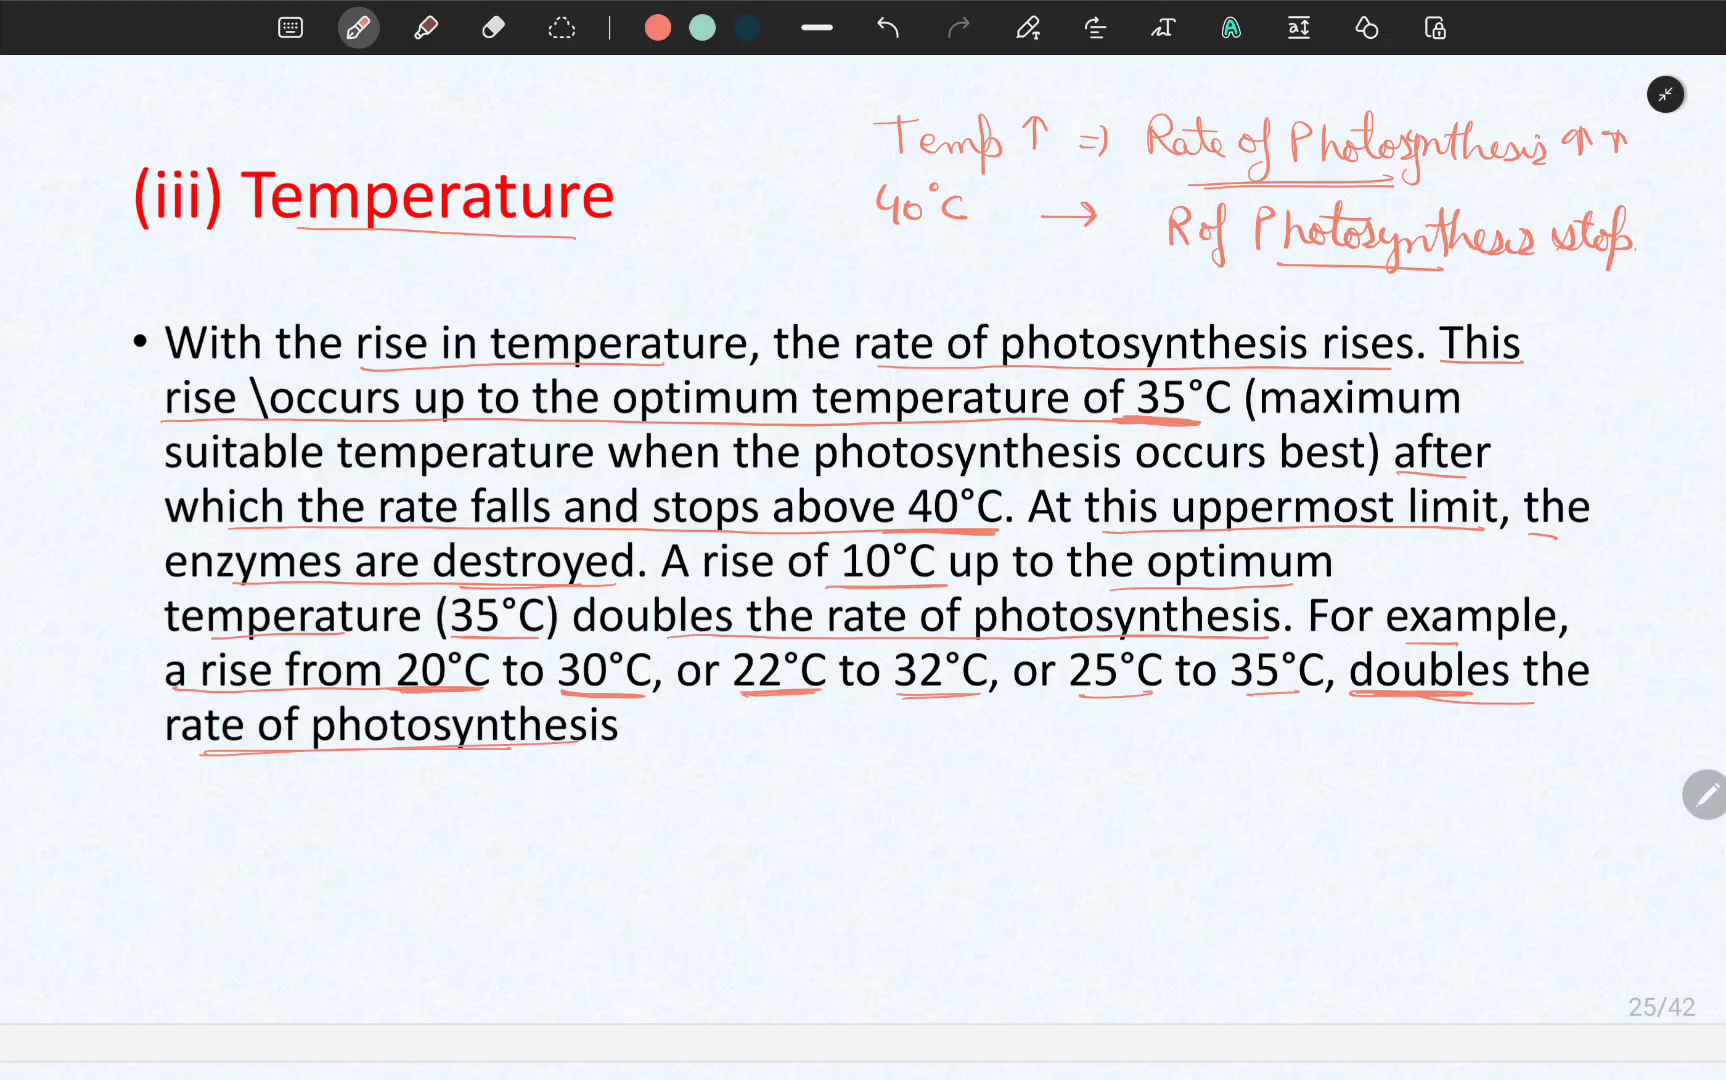 Temp ↑ ⇒ Rate of Photosynthesis ↑↑
(iii) Temperature
40°C → R of Photosynthesis stop.
• With the rise in temperature, the rate of photosynthesis rises. This
rise \occurs up to the optimum temperature of 35°C (maximum
suitable temperature when the photosynthesis occurs best) after
which the rate falls and stops above 40°C. At this uppermost limit, the
enzymes are destroyed. A rise of 10°C up to the optimum
temperature (35°C) doubles the rate of photosynthesis. For example,
a rise from 20°C to 30°C, or 22°C to 32°C, or 25°C to 35°C, doubles the
rate of photosynthesis
25/42